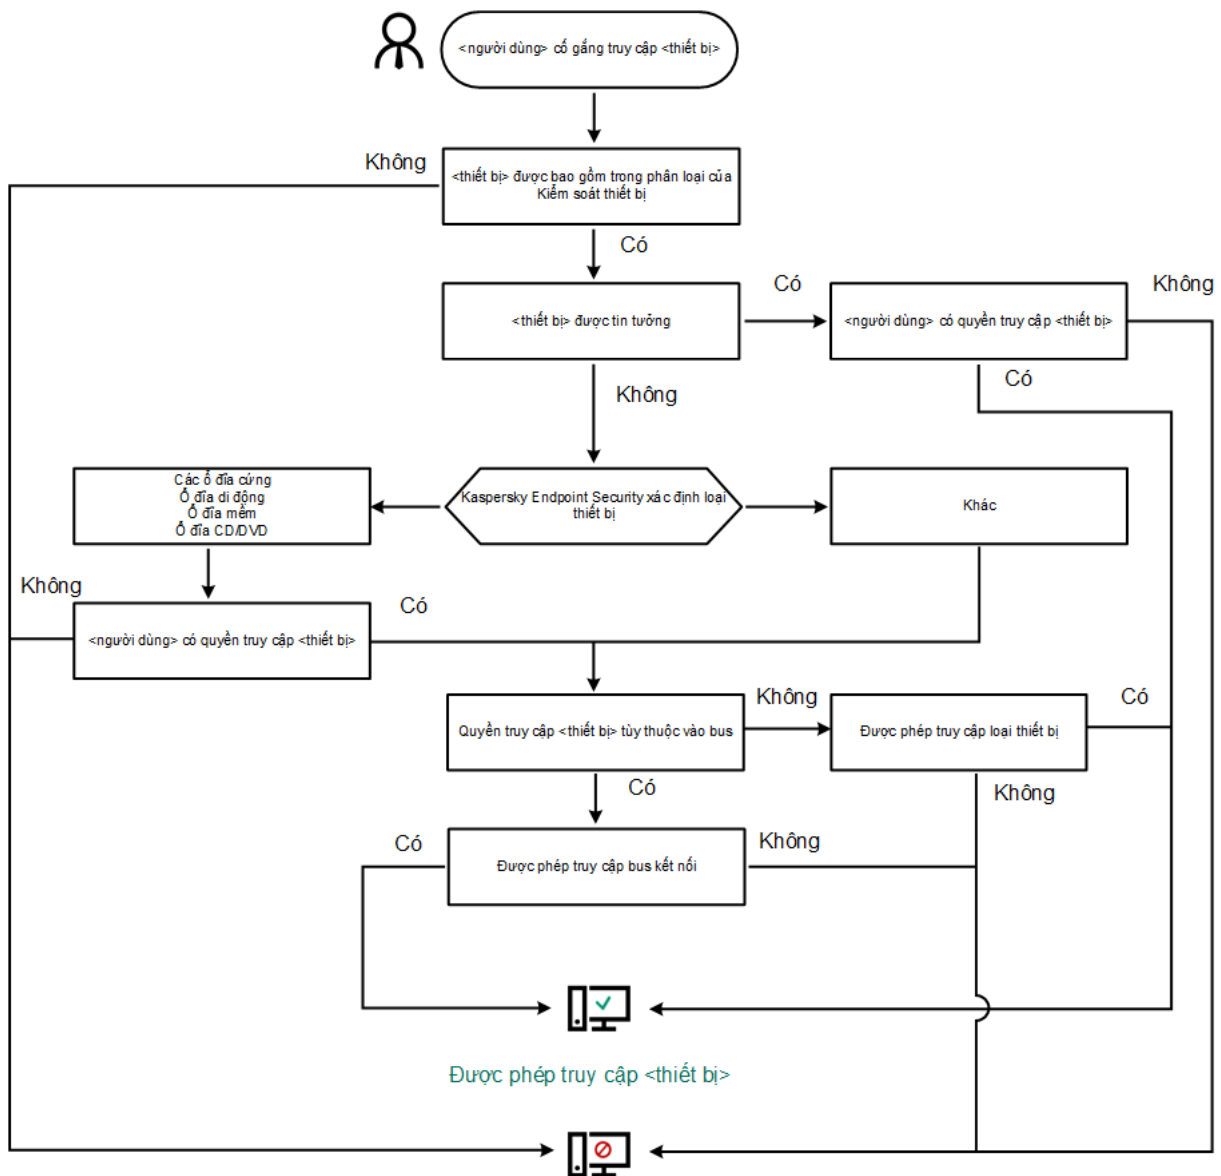 <người dùng> cố gắng truy cập <thiết bị>
Không
<thiết bị> được bao gồm trong phân loại của
Kiểm soát thiết bị
Có
Có
Không
<thiết bị> được tin tưởng
<người dùng> có quyền truy cập <thiết bị>
Không
Có
Các ổ đĩa cứng
Ổ đĩa di động
Ổ đĩa mềm
Ổ đĩa CD/DVD
Kaspersky Endpoint Security xác định loại
thiết bị
Khác
Không
Có
<người dùng> có quyền truy cập <thiết bị>
Không
Có
Quyền truy cập <thiết bị> tùy thuộc vào bus
Được phép truy cập loại thiết bị
Có
Không
Có
Không
Được phép truy cập bus kết nối
Được phép truy cập <thiết bị>